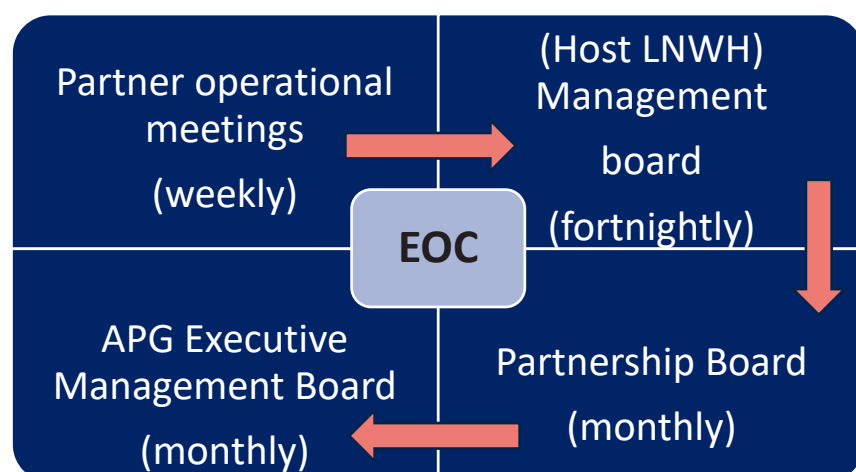 Partner operational
meetings
(weekly)
(Host LNWH)
Management
board
(fortnightly)
EOC
APG Executive
Management Board
(monthly)
Partnership Board
(monthly)